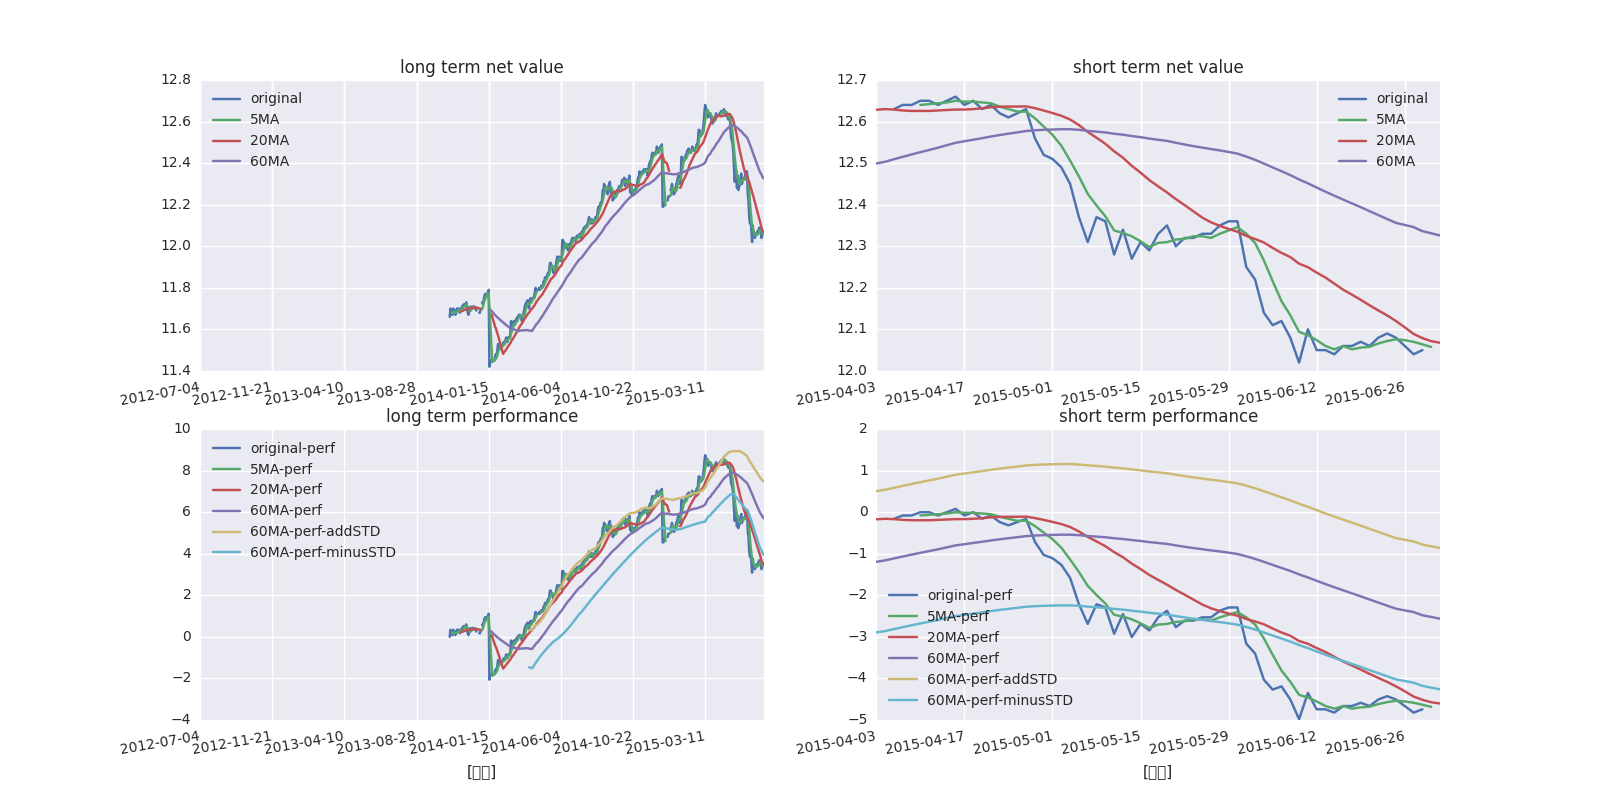 long term net value
12.8
12.6
12.4
12.2
12.0
11.8
11.6
11.4
original
5MA
20MA
60MA
2012-07-04 2012-11-21 2013-04-10 2013-08-28 2014-01-15 2014-06-04 2014-10-22 2015-03-11
short term net value
12.7
12.6
12.5
12.4
12.3
12.2
12.1
12.0
original
5MA
20MA
60MA
2015-04-03 2015-04-17 2015-05-01 2015-05-15 2015-05-29 2015-06-12 2015-06-26
long term performance
10
8
6
4
2
0
−2
−4
original-perf
5MA-perf
20MA-perf
60MA-perf
60MA-perf-addSTD
60MA-perf-minusSTD
2012-07-04 2012-11-21 2013-04-10 2013-08-28 2014-01-15 2014-06-04 2014-10-22 2015-03-11
short term performance
2
1
0
−1
−2
−3
−4
−5
original-perf
5MA-perf
20MA-perf
60MA-perf
60MA-perf-addSTD
60MA-perf-minusSTD
2015-04-03 2015-04-17 2015-05-01 2015-05-15 2015-05-29 2015-06-12 2015-06-26